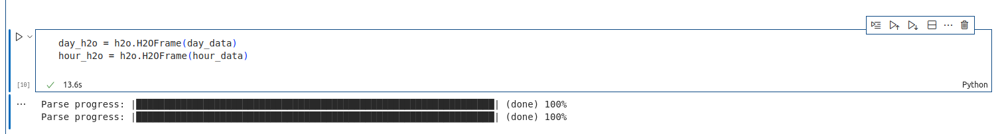 day_h2o = h2o.H2OFrame(day_data)
hour_h2o = h2o.H2OFrame(hour_data)
[10] 13.6s Python
Parse progress: |████████████████████████████████████████████████████████████████| (done) 100%
Parse progress: |████████████████████████████████████████████████████████████████| (done) 100%